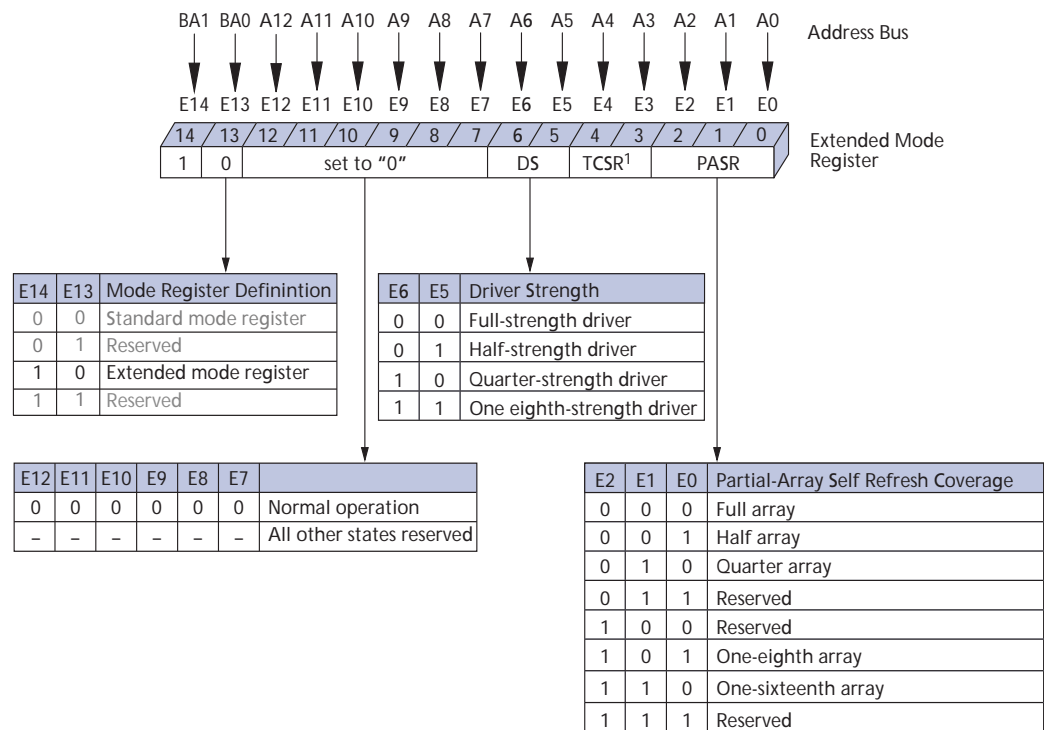 BA1 BA0 A12 A11 A10 A9 A8 A7 A6 A5 A4 A3 A2 A1 A0
Address Bus
E14 E13 E12 E11 E10 E9 E8 E7 E6 E5 E4 E3 E2 E1 E0
14 13 12 11 10 9 8 7 6 5 4 3 2 1 0
Extended Mode
Register
1 0 set to "0" DS TCSR1 PASR
E14 E13 Mode Register Definintion
0 0 Standard mode register
0 1 Reserved
1 0 Extended mode register
1 1 Reserved
E6 E5 Driver Strength
0 0 Full-strength driver
0 1 Half-strength driver
1 0 Quarter-strength driver
1 1 One eighth-strength driver
E12 E11 E10 E9 E8 E7
0 0 0 0 0 0 Normal operation
– – – – – – All other states reserved
E2 E1 E0 Partial-Array Self Refresh Coverage
0 0 0 Full array
0 0 1 Half array
0 1 0 Quarter array
0 1 1 Reserved
1 0 0 Reserved
1 0 1 One-eighth array
1 1 0 One-sixteenth array
1 1 1 Reserved